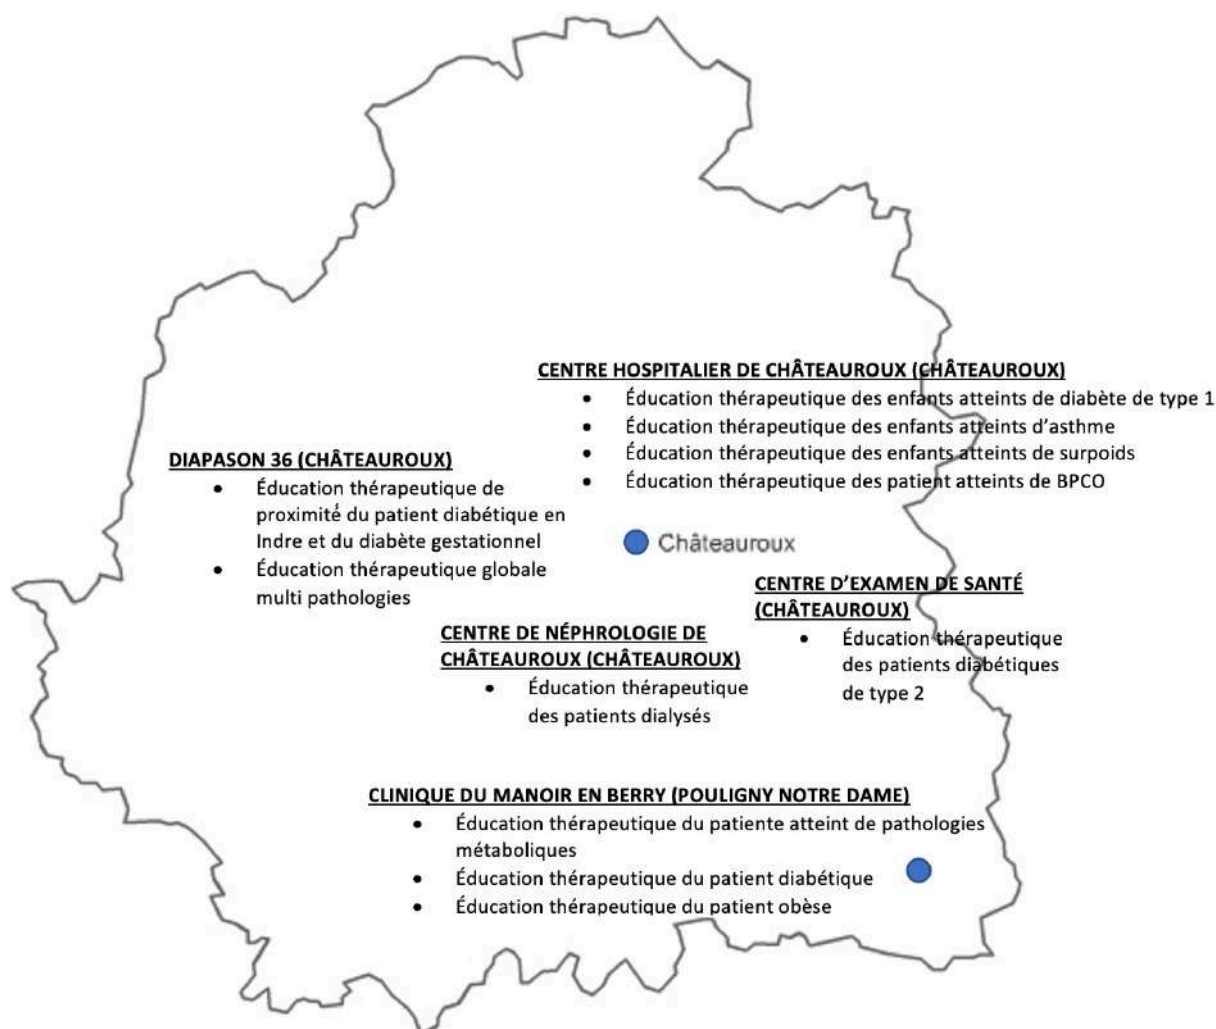 CENTRE HOSPITALIER DE CHÂTEAUROUX (CHÂTEAUROUX)
• Éducation thérapeutique des enfants atteints de diabète de type 1
• Éducation thérapeutique des enfants atteints d'asthme
• Éducation thérapeutique des enfants atteints de surpoids
• Éducation thérapeutique des patient atteints de BPCO
DIAPASON 36 (CHÂTEAUROUX)
• Éducation thérapeutique de
proximité du patient diabétique en
Indre et du diabète gestationnel
• Éducation thérapeutique globale
multi pathologies
Châteauroux
CENTRE D'EXAMEN DE SANTÉ
(CHÂTEAUROUX)
• Éducation thérapeutique
des patients diabétiques
de type 2
CENTRE DE NÉPHROLOGIE DE
CHÂTEAUROUX (CHÂTEAUROUX)
• Éducation thérapeutique
des patients dialysés
CLINIQUE DU MANOIR EN BERRY (POULIGNY NOTRE DAME)
• Éducation thérapeutique du patiente atteint de pathologies
métaboliques
• Éducation thérapeutique du patient diabétique
• Éducation thérapeutique du patient obèse